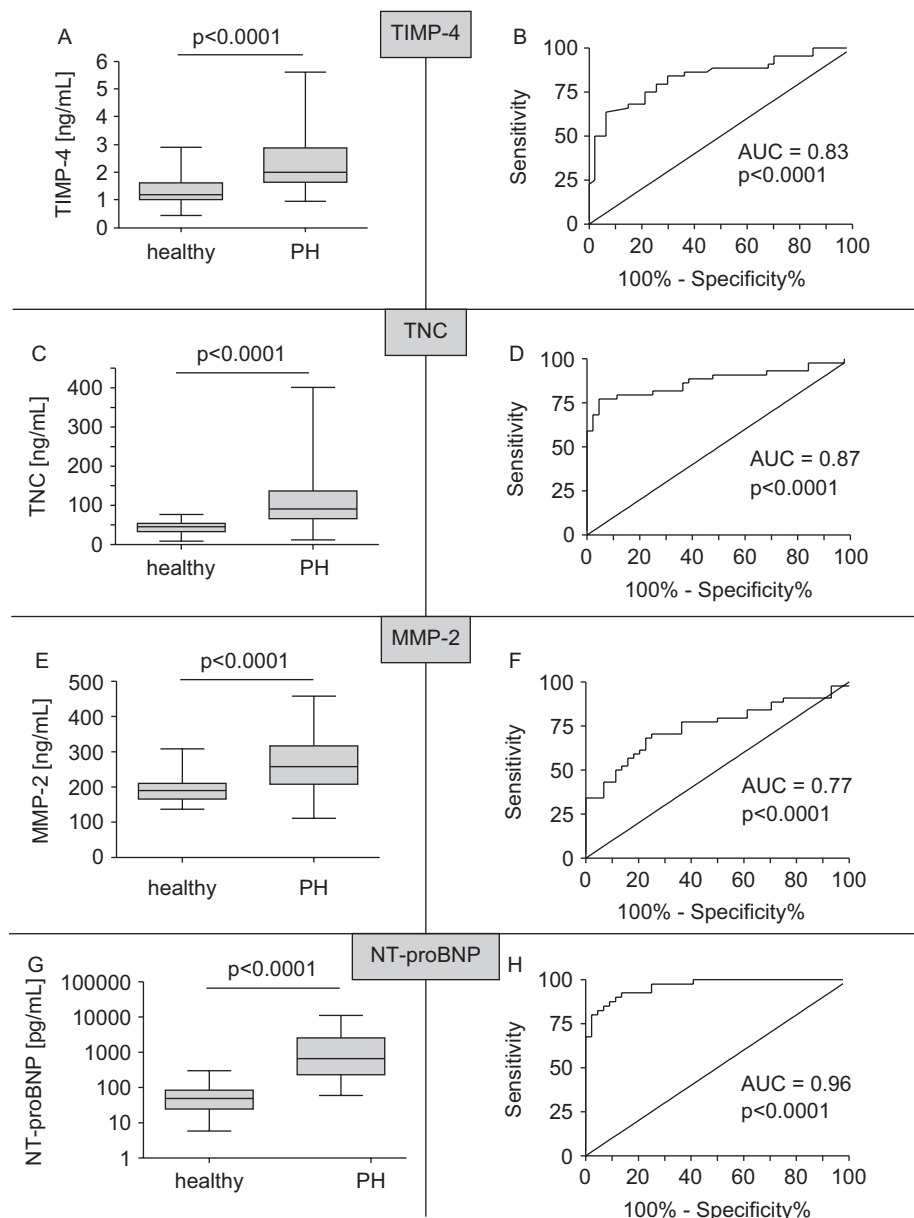 TIMP-4
A
p<0.0001
TIMP-4 [ng/mL]
6
5
4
3
2
1
0
healthy
PH
B
Sensitivity
100
75
50
25
0
AUC = 0.83
p<0.0001
0 20 40 60 80 100
100% - Specificity%
TNC
C
p<0.0001
TNC [ng/mL]
400
300
200
100
0
healthy
PH
D
Sensitivity
100
75
50
25
0
AUC = 0.87
p<0.0001
0 20 40 60 80 100
100% - Specificity%
MMP-2
E
p<0.0001
MMP-2 [ng/mL]
500
400
300
200
100
0
healthy
PH
F
Sensitivity
100
75
50
25
0
AUC = 0.77
p<0.0001
0 20 40 60 80 100
100% - Specificity%
NT-proBNP
G
p<0.0001
NT-proBNP [pg/mL]
100000
10000
1000
100
10
1
healthy
PH
H
Sensitivity
100
75
50
25
0
AUC = 0.96
p<0.0001
0 20 40 60 80 100
100% - Specificity%